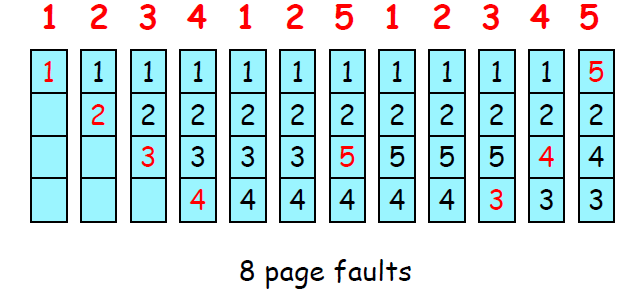 1 2 3 4 1 2 5 1 2 3 4 5
1 1 1 1 1 1 1 1 1 1 1 5
2 2 2 2 2 2 2 2 2 2 2
3 3 3 3 5 5 5 5 4 4
4 4 4 4 4 4 3 3 3
8 page faults